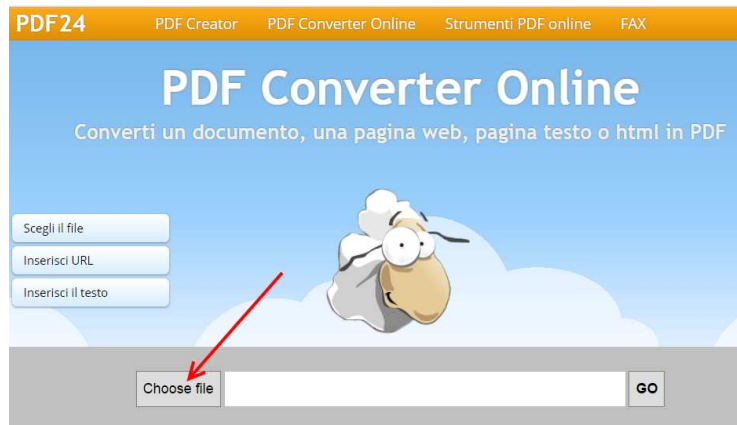 PDF24 PDF Creator PDF Converter Online Strumenti PDF online FAX
PDF Converter Online
Converti un documento, una pagina web, pagina testo o html in PDF
Scegli il file
Inserisci URL
Inserisci il testo
Choose file GO